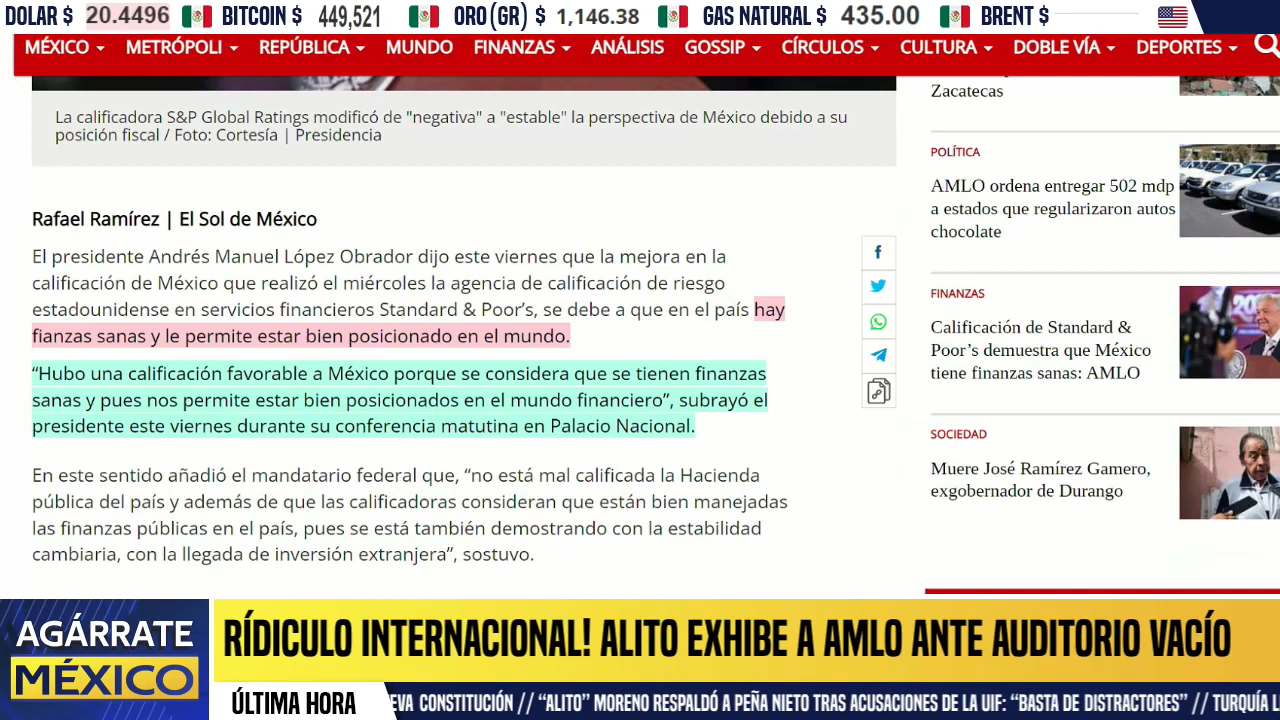 DOLAR $ 20.4496 BITCOIN $ 449,521 ORO (GR) $ 1,146.38 GAS NATURAL $ 435.00 BRENT $
MÉXICO METRÓPOLI REPÚBLICA MUNDO FINANZAS ANÁLISIS GOSSIP CÍRCULOS CULTURA DOBLE VÍA DEPORTES
La calificadora S&P Global Ratings modificó de "negativa" a "estable" la perspectiva de México debido a su
posición fiscal / Foto: Cortesía | Presidencia
Rafael Ramírez | El Sol de México
El presidente Andrés Manuel López Obrador dijo este viernes que la mejora en la
calificación de México que realizó el miércoles la agencia de calificación de riesgo
estadounidense en servicios financieros Standard & Poor’s, se debe a que en el país hay
fianzas sanas y le permite estar bien posicionado en el mundo.
“Hubo una calificación favorable a México porque se considera que se tienen finanzas
sanas y pues nos permite estar bien posicionados en el mundo financiero”, subrayó el
presidente este viernes durante su conferencia matutina en Palacio Nacional.
En este sentido añadió el mandatario federal que, “no está mal calificada la Hacienda
pública del país y además de que las calificadoras consideran que están bien manejadas
las finanzas públicas en el país, pues se está también demostrando con la estabilidad
cambiaria, con la llegada de inversión extranjera”, sostuvo.
Zacatecas
POLÍTICA
AMLO ordena entregar 502 mdp
a estados que regularizaron autos
chocolate
FINANZAS
Calificación de Standard &
Poor’s demuestra que México
tiene finanzas sanas: AMLO
SOCIEDAD
Muere José Ramírez Gamero,
exgobernador de Durango
AGÁRRATE
MÉXICO
RÍDICULO INTERNACIONAL! ALITO EXHIBE A AMLO ANTE AUDITORIO VACÍO
ÚLTIMA HORA
EVA CONSTITUCIÓN // “ALITO” MORENO RESPALDÓ A PEÑA NIETO TRAS ACUSACIONES DE LA UIF: “BASTA DE DISTRACTORES” // TURQUÍA L